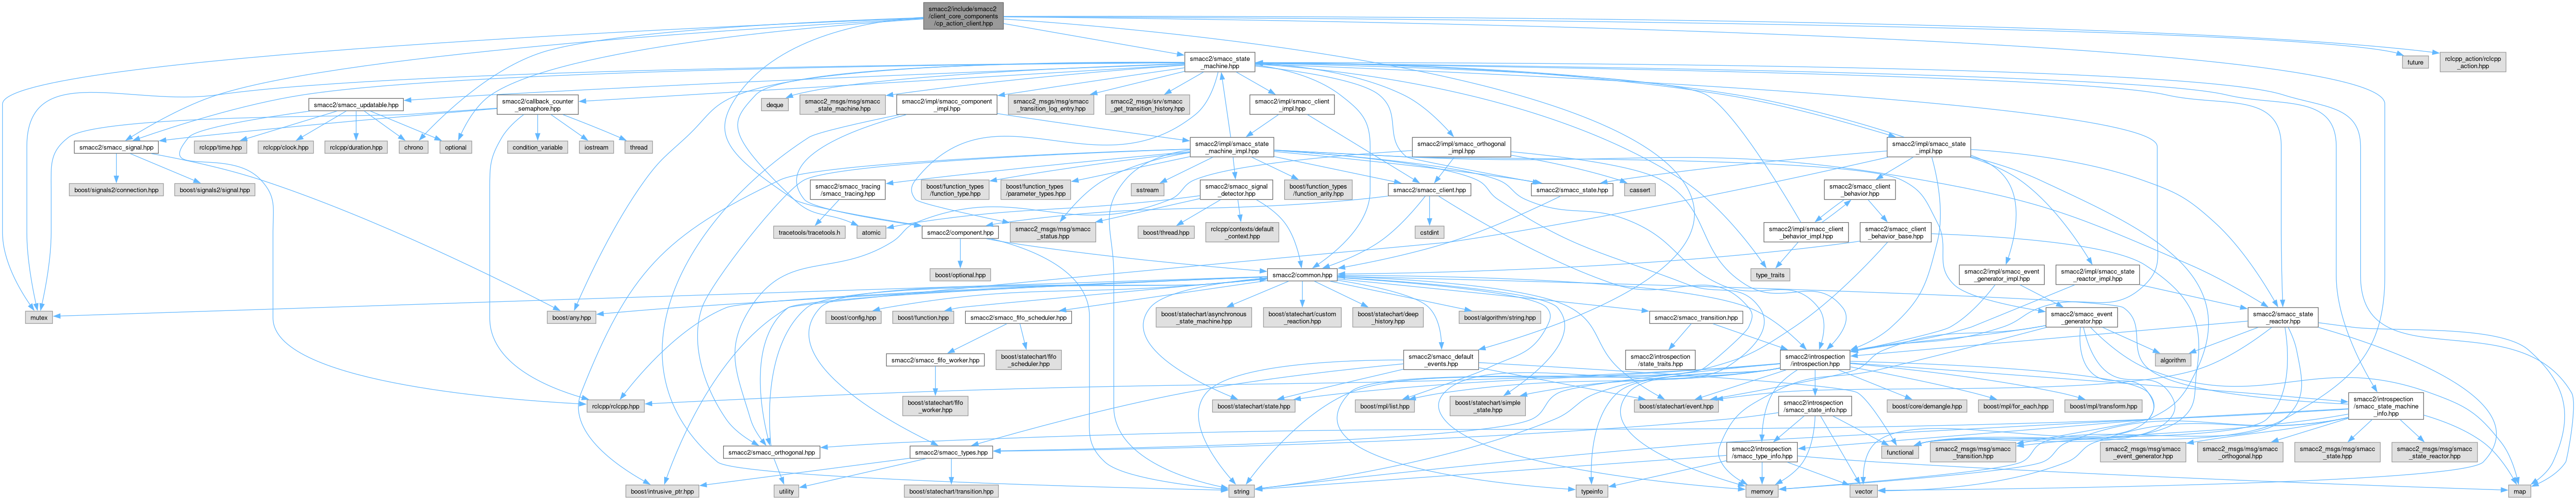 smacc2/include/smacc2
/client_core_components
/cp_action_client.hpp
smacc2/smacc_state
_machine.hpp
future
rclcpp_action/rclcpp
_action.hpp
smacc2/smacc_updatable.hpp
smacc2/callback_counter
_semaphore.hpp
deque
smacc2_msgs/msg/smacc
_state_machine.hpp
smacc2/impl/smacc_component
_impl.hpp
smacc2_msgs/msg/smacc
_transition_log_entry.hpp
smacc2_msgs/srv/smacc
_get_transition_history.hpp
smacc2/impl/smacc_client
_impl.hpp
smacc2/smacc_signal.hpp
rclcpp/time.hpp
rclcpp/clock.hpp
rclcpp/duration.hpp
chrono
optional
condition_variable
iostream
thread
smacc2/impl/smacc_state
_machine_impl.hpp
smacc2/impl/smacc_orthogonal
_impl.hpp
smacc2/impl/smacc_state
_impl.hpp
boost/signals2/connection.hpp
boost/signals2/signal.hpp
smacc2/smacc_tracing
/smacc_tracing.hpp
boost/function_types
/function_type.hpp
boost/function_types
/parameter_types.hpp
sstream
smacc2/smacc_signal
_detector.hpp
boost/function_types
/function_arity.hpp
smacc2/smacc_client.hpp
smacc2/smacc_state.hpp
cassert
smacc2/smacc_client
_behavior.hpp
tracetools/tracetools.h
atomic
smacc2/component.hpp
smacc2_msgs/msg/smacc
_status.hpp
boost/thread.hpp
rclcpp/contexts/default
_context.hpp
cstdint
smacc2/impl/smacc_client
_behavior_impl.hpp
smacc2/smacc_client
_behavior_base.hpp
boost/optional.hpp
smacc2/common.hpp
type_traits
smacc2/impl/smacc_event
_generator_impl.hpp
smacc2/impl/smacc_state
_reactor_impl.hpp
mutex
boost/any.hpp
boost/config.hpp
boost/function.hpp
smacc2/smacc_fifo_scheduler.hpp
boost/statechart/asynchronous
_state_machine.hpp
boost/statechart/custom
_reaction.hpp
boost/statechart/deep
_history.hpp
boost/algorithm/string.hpp
smacc2/smacc_transition.hpp
smacc2/smacc_event
_generator.hpp
smacc2/smacc_state
_reactor.hpp
smacc2/smacc_fifo_worker.hpp
boost/statechart/fifo
_scheduler.hpp
smacc2/smacc_default
_events.hpp
smacc2/introspection
/state_traits.hpp
smacc2/introspection
/introspection.hpp
algorithm
rclcpp/rclcpp.hpp
boost/statechart/fifo
_worker.hpp
boost/statechart/state.hpp
boost/mpl/list.hpp
boost/statechart/simple
_state.hpp
boost/statechart/event.hpp
smacc2/introspection
/smacc_state_info.hpp
boost/core/demangle.hpp
boost/mpl/for_each.hpp
boost/mpl/transform.hpp
smacc2/introspection
/smacc_state_machine
_info.hpp
smacc2/smacc_orthogonal.hpp
smacc2/smacc_types.hpp
smacc2/introspection
/smacc_type_info.hpp
functional
smacc2_msgs/msg/smacc
_transition.hpp
smacc2_msgs/msg/smacc
_event_generator.hpp
smacc2_msgs/msg/smacc
_orthogonal.hpp
smacc2_msgs/msg/smacc
_state.hpp
smacc2_msgs/msg/smacc
_state_reactor.hpp
boost/intrusive_ptr.hpp
utility
boost/statechart/transition.hpp
string
typeinfo
memory
vector
map